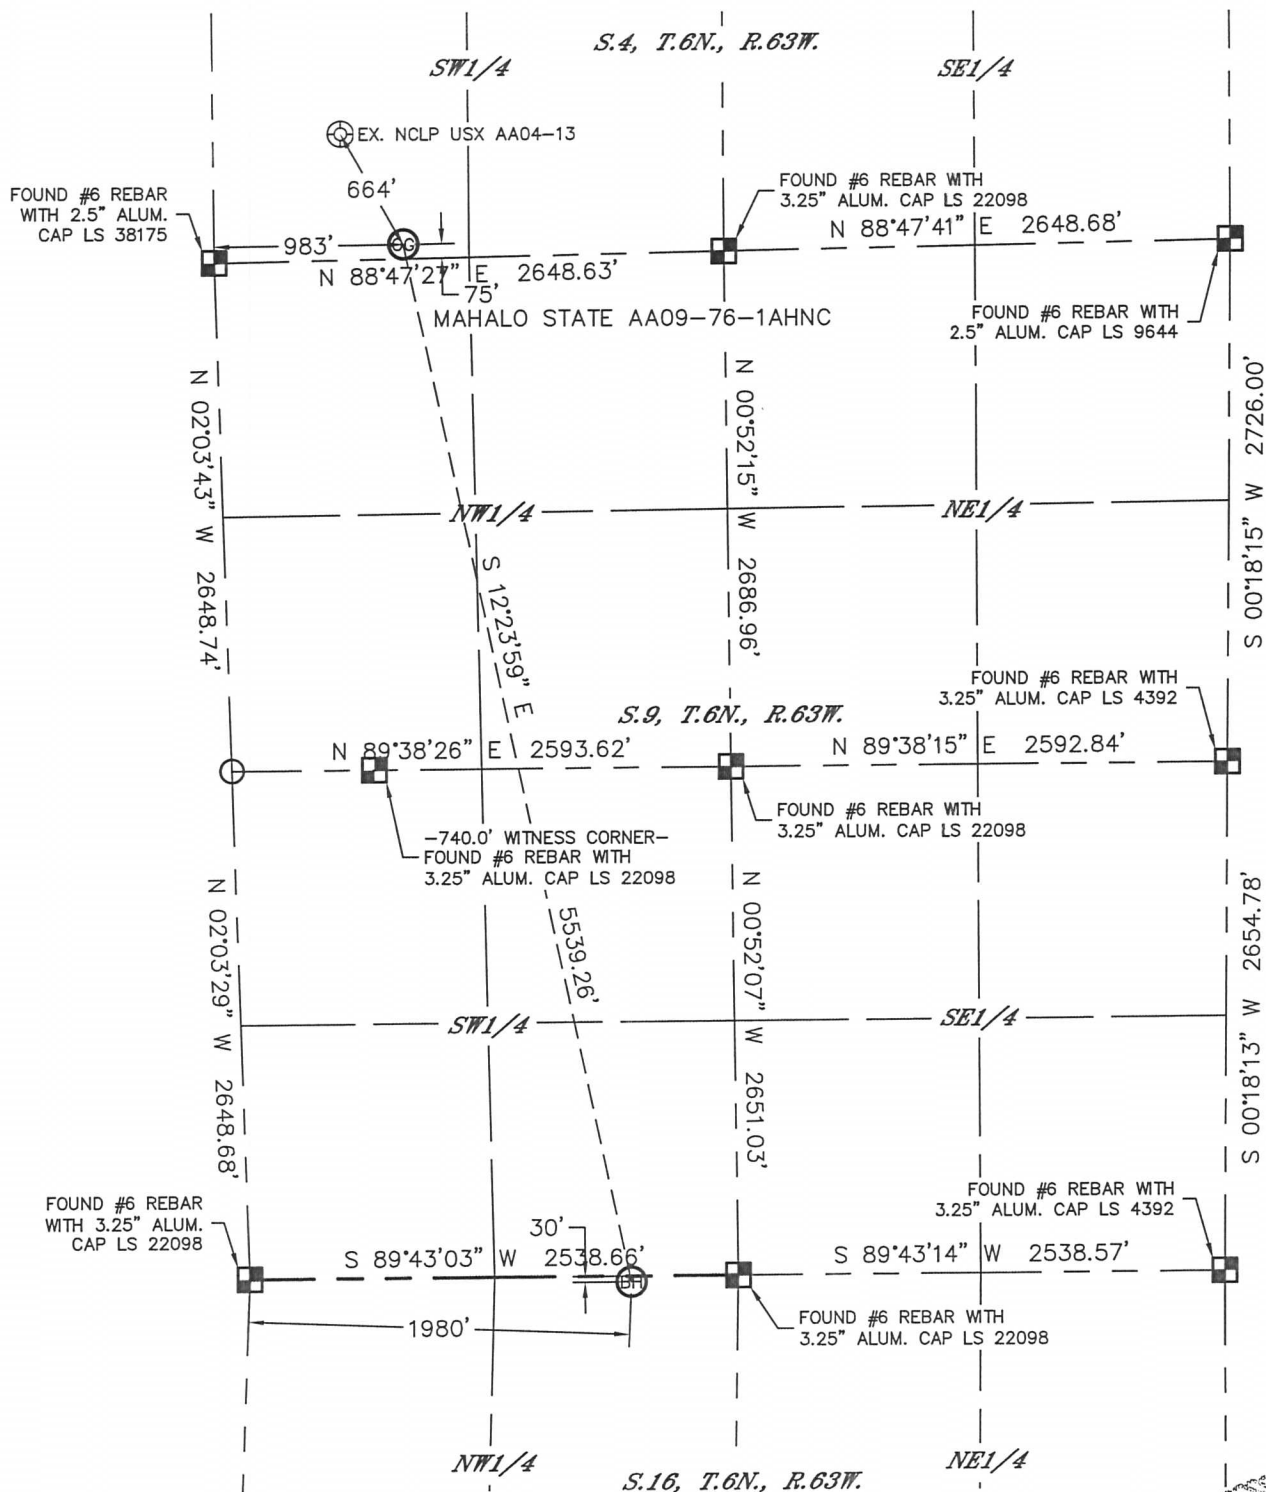 S.4, T.6N., R.63W.
SW1/4
SE1/4
EX. NCLP USX AA04-13
664'
FOUND #6 REBAR
WITH 2.5" ALUM.
CAP LS 38175
FOUND #6 REBAR WITH
3.25" ALUM. CAP LS 22098
983'
OG
N 88°47'41" E 2648.68'
N 88°47'27" E 2648.63'
75'
MAHALO STATE AA09-76-1AHNC
FOUND #6 REBAR WITH
2.5" ALUM. CAP LS 9644
N 02°03'43" W 2648.74'
N 00°52'15" W 2686.96'
S 00°18'15" W 2726.00'
NW1/4
NE1/4
S 12°23'59" E 5539.26'
FOUND #6 REBAR WITH
3.25" ALUM. CAP LS 4392
S.9, T.6N., R.63W.
N 89°38'26" E 2593.62'
N 89°38'15" E 2592.84'
FOUND #6 REBAR WITH
3.25" ALUM. CAP LS 22098
-740.0' WITNESS CORNER-
FOUND #6 REBAR WITH
3.25" ALUM. CAP LS 22098
N 02°03'29" W 2648.68'
N 00°52'07" W 2651.03'
S 00°18'13" W 2654.78'
SW1/4
SE1/4
FOUND #6 REBAR
WITH 3.25" ALUM.
CAP LS 22098
FOUND #6 REBAR WITH
3.25" ALUM. CAP LS 4392
30'
S 89°43'03" W 2538.66'
S 89°43'14" W 2538.57'
BH
1980'
FOUND #6 REBAR WITH
3.25" ALUM. CAP LS 22098
NW1/4
NE1/4
S.16, T.6N., R.63W.